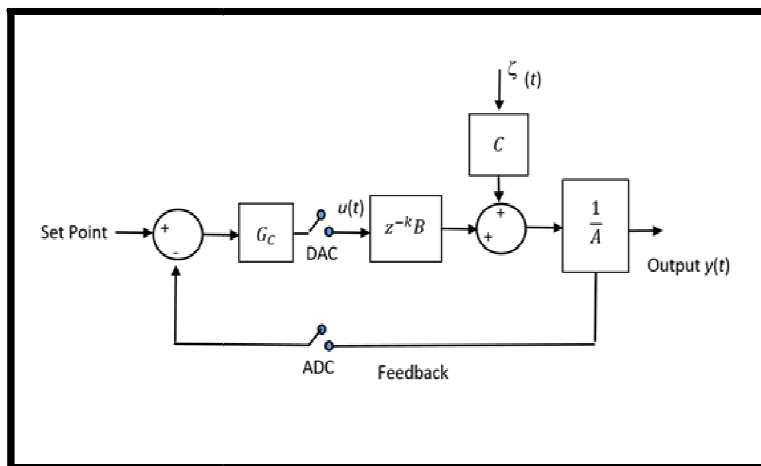 ζ (t)
C
u(t)
1
A
+
+
+
Set Point
-
G_C
z^{-k}B
DAC
Output y(t)
ADC
Feedback